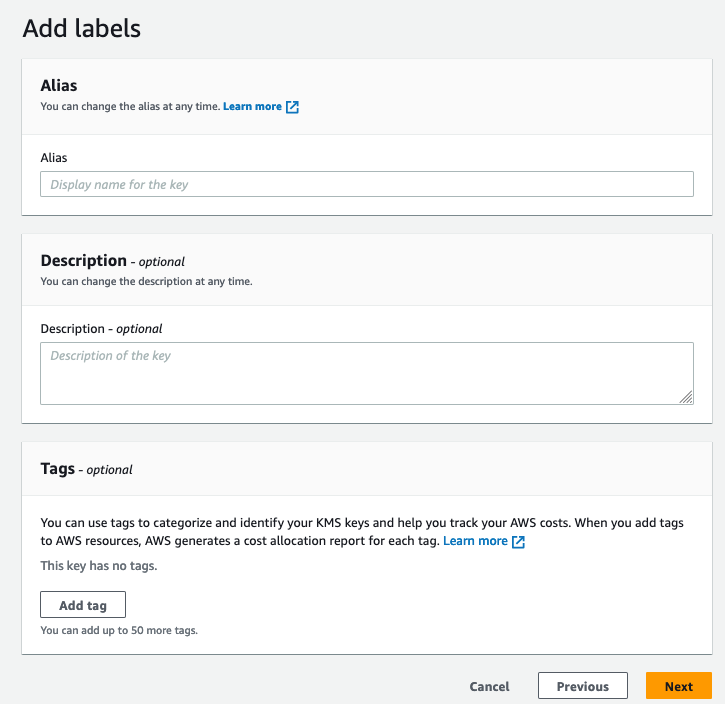 Add labels
Alias
You can change the alias at any time. Learn more
Alias
Display name for the key
Description - optional
You can change the description at any time.
Description - optional
Description of the key
Tags - optional
You can use tags to categorize and identify your KMS keys and help you track your AWS costs. When you add tags
to AWS resources, AWS generates a cost allocation report for each tag. Learn more
This key has no tags.
Add tag
You can add up to 50 more tags.
Cancel Previous Next